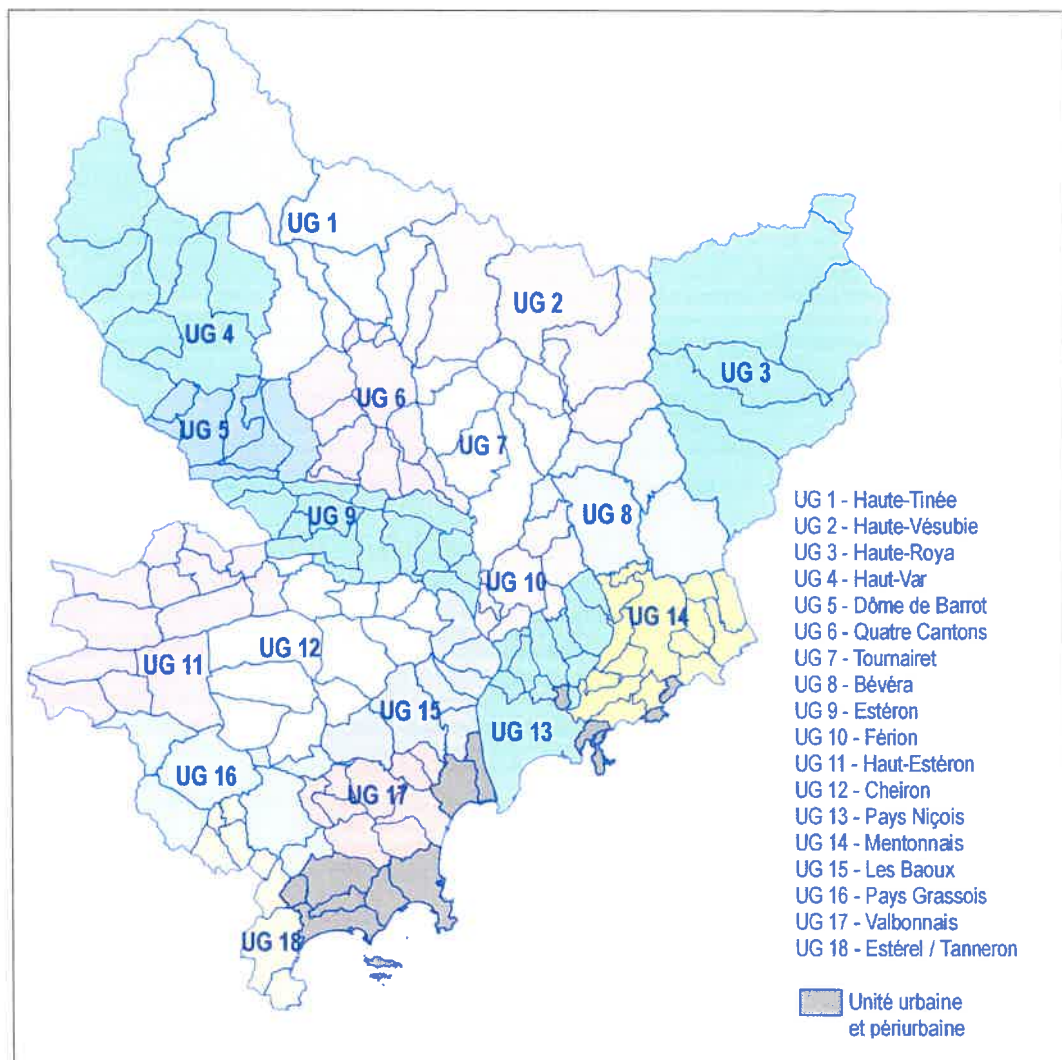 UG 1
UG 2
UG 3
UG 4
UG 5
UG 6
UG 7
UG 8
UG 9
UG 10
UG 11
UG 12
UG 13
UG 14
UG 15
UG 16
UG 17
UG 18
UG 1 - Haute-Tinée
UG 2 - Haute-Vésubie
UG 3 - Haute-Roya
UG 4 - Haut-Var
UG 5 - Dôme de Barrot
UG 6 - Quatre Cantons
UG 7 - Tournairet
UG 8 - Bévéra
UG 9 - Estéron
UG 10 - Férion
UG 11 - Haut-Estéron
UG 12 - Cheiron
UG 13 - Pays Niçois
UG 14 - Mentonnais
UG 15 - Les Baoux
UG 16 - Pays Grassois
UG 17 - Valbonnais
UG 18 - Estérel / Tanneron
Unité urbaine
et périurbaine